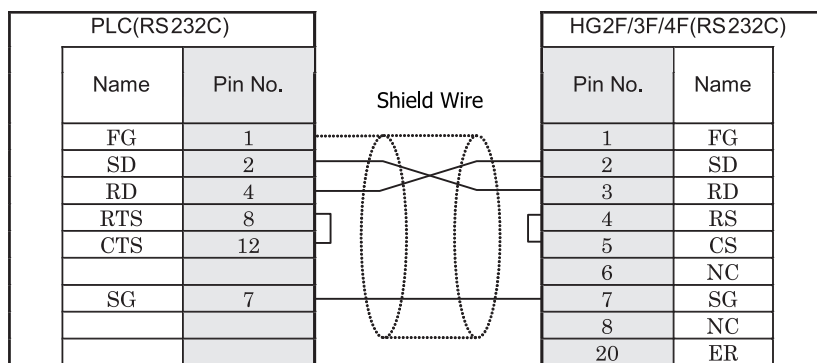 PLC(RS232C) HG2F/3F/4F(RS232C)
Name Pin No. Shield Wire Pin No. Name
FG 1 1 FG
SD 2 2 SD
RD 4 3 RD
RTS 8 4 RS
CTS 12 5 CS
6 NC
SG 7 7 SG
8 NC
20 ER